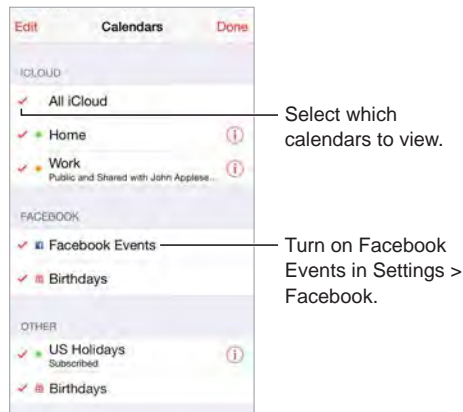 Edit Calendars Done
ICLOUD
All iCloud
Home
Work
Public and Shared with John Applese...
FACEBOOK
Facebook Events
Birthdays
OTHER
US Holidays
Subscribed
Birthdays
Select which
calendars to view.
Turn on Facebook
Events in Settings >
Facebook.